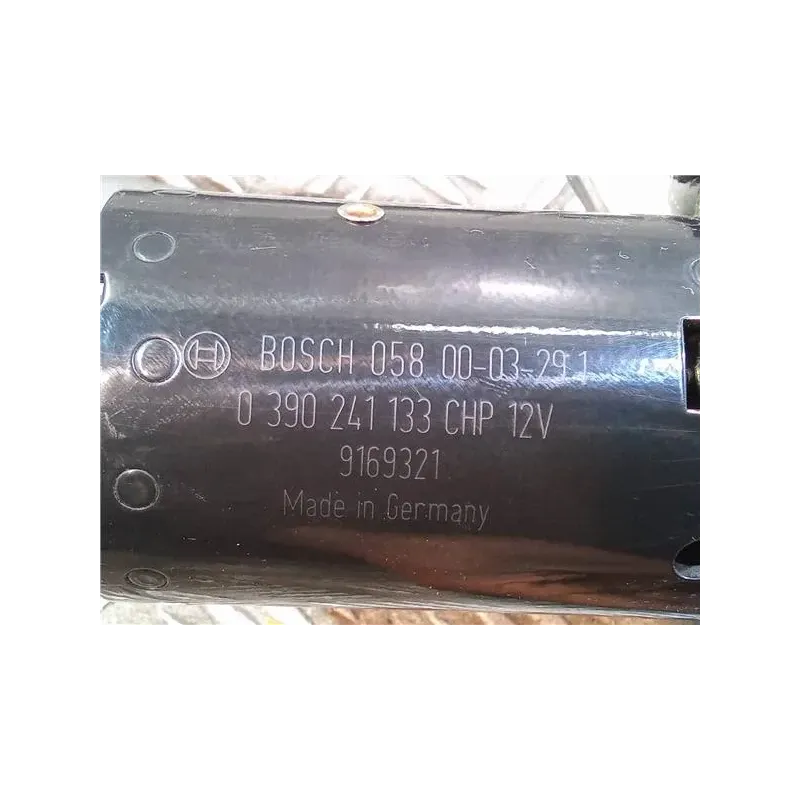 BOSCH 058 00-03-29 1
0 390 241 133 CHP 12V
9169321
Made in Germany